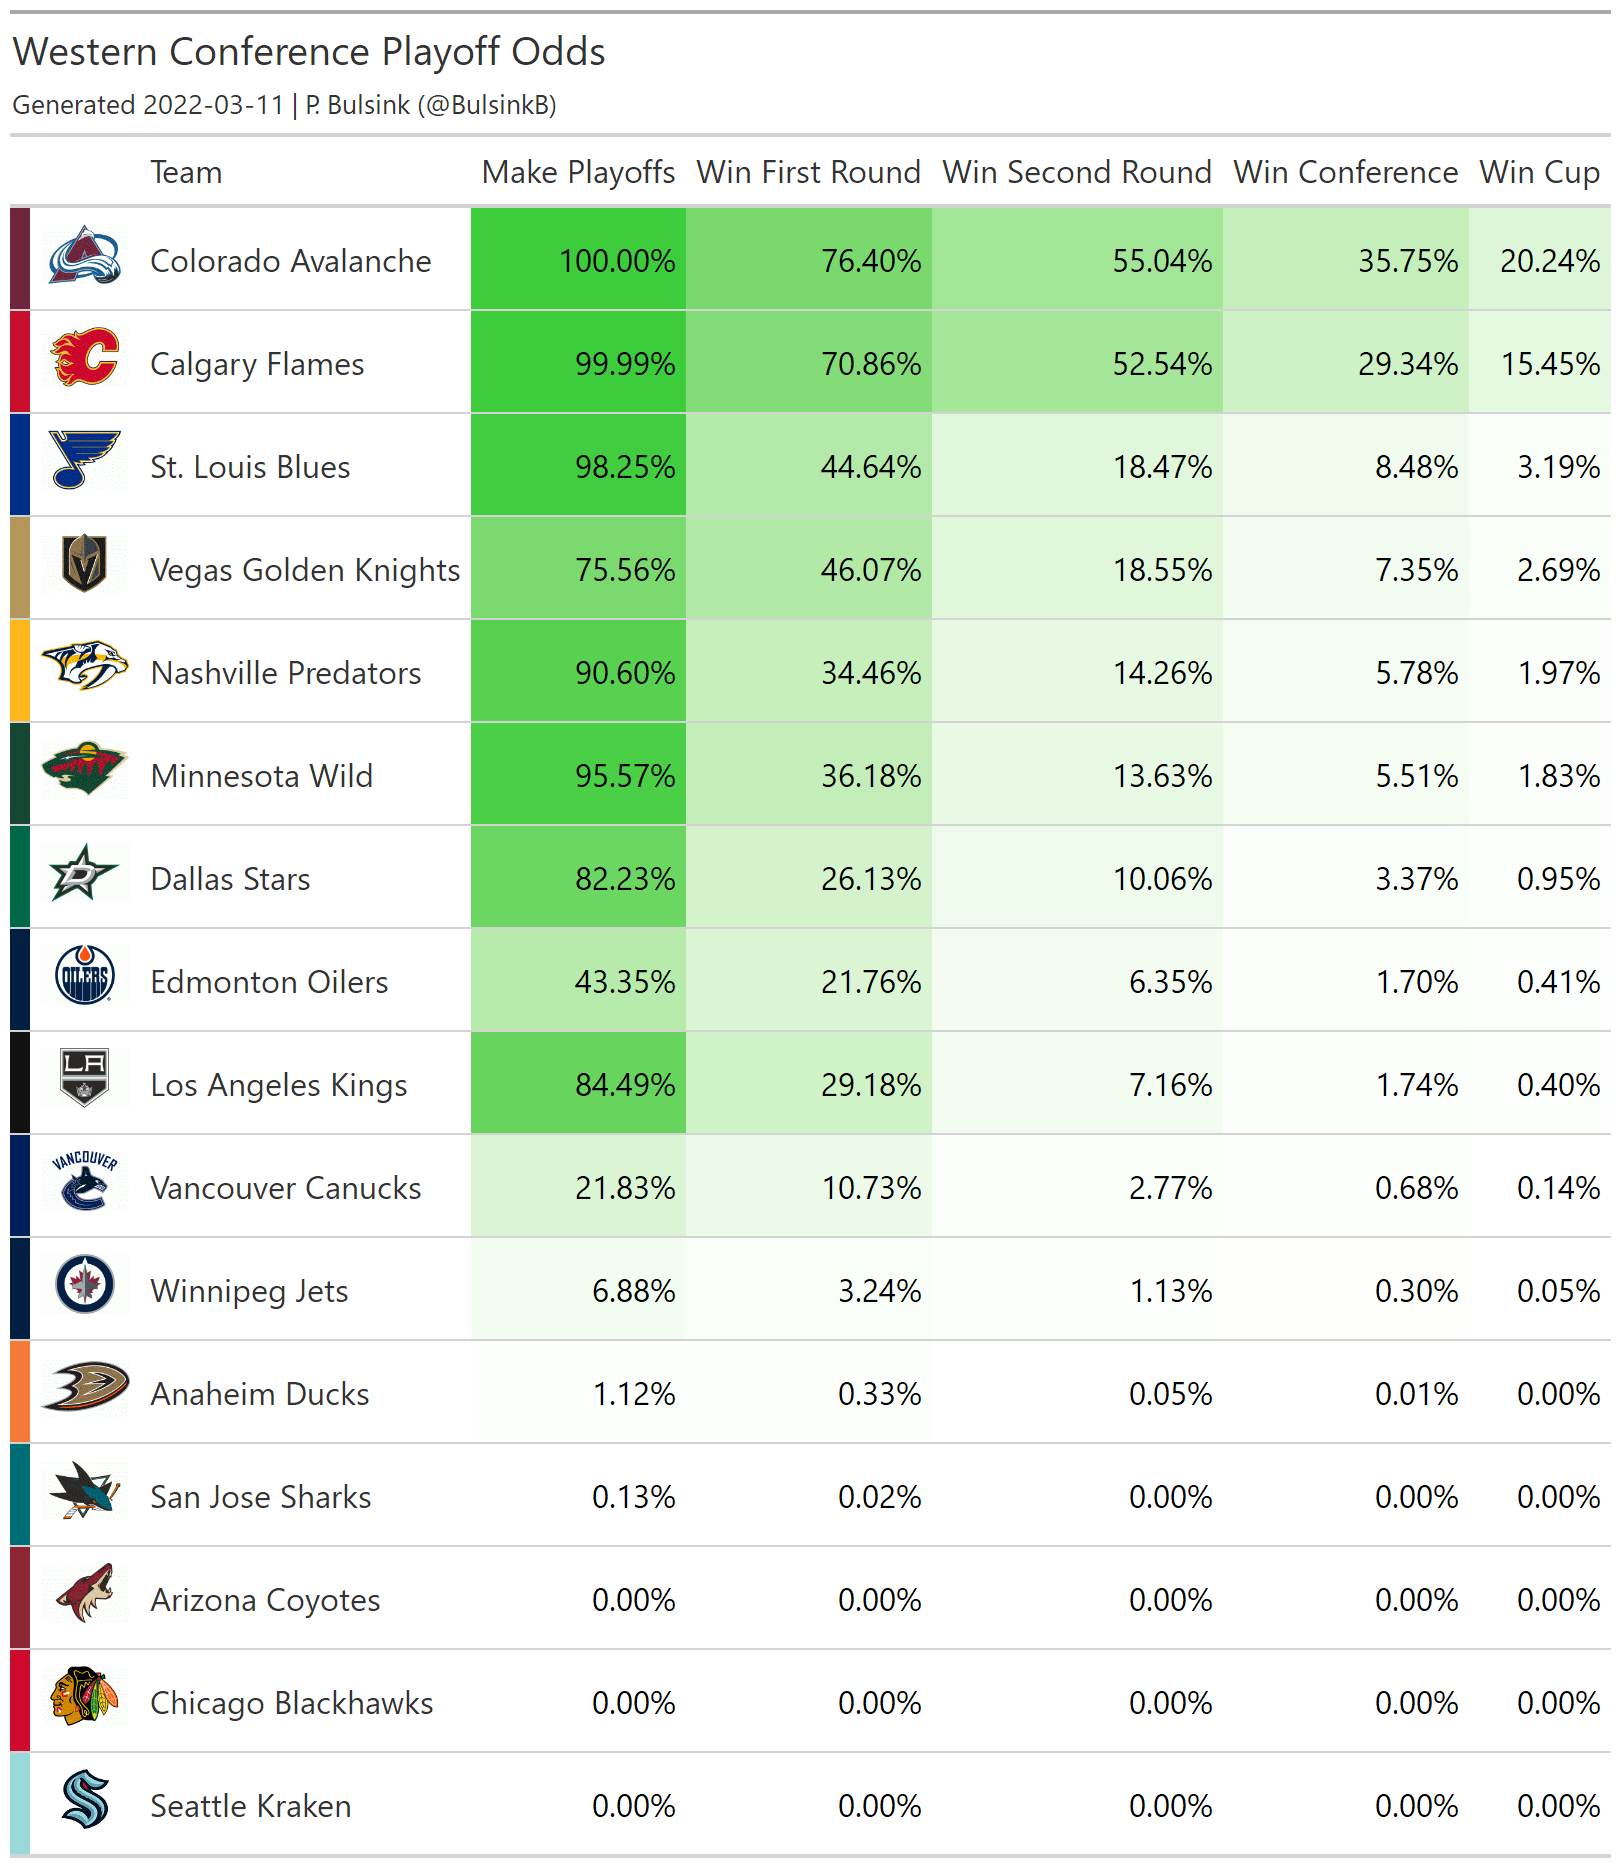 Western Conference Playoff Odds
Generated 2022-03-11 | P. Bulsink (@BulsinkB)
Team Make Playoffs Win First Round Win Second Round Win Conference Win Cup
Colorado Avalanche 100.00% 76.40% 55.04% 35.75% 20.24%
Calgary Flames 99.99% 70.86% 52.54% 29.34% 15.45%
St. Louis Blues 98.25% 44.64% 18.47% 8.48% 3.19%
Vegas Golden Knights 75.56% 46.07% 18.55% 7.35% 2.69%
Nashville Predators 90.60% 34.46% 14.26% 5.78% 1.97%
Minnesota Wild 95.57% 36.18% 13.63% 5.51% 1.83%
D
Dallas Stars 82.23% 26.13% 10.06% 3.37% 0.95%
OILERS
Edmonton Oilers 43.35% 21.76% 6.35% 1.70% 0.41%
LA
Los Angeles Kings 84.49% 29.18% 7.16% 1.74% 0.40%
VANCOUVER
Vancouver Canucks 21.83% 10.73% 2.77% 0.68% 0.14%
Winnipeg Jets 6.88% 3.24% 1.13% 0.30% 0.05%
Anaheim Ducks 1.12% 0.33% 0.05% 0.01% 0.00%
San Jose Sharks 0.13% 0.02% 0.00% 0.00% 0.00%
Arizona Coyotes 0.00% 0.00% 0.00% 0.00% 0.00%
Chicago Blackhawks 0.00% 0.00% 0.00% 0.00% 0.00%
Seattle Kraken 0.00% 0.00% 0.00% 0.00% 0.00%